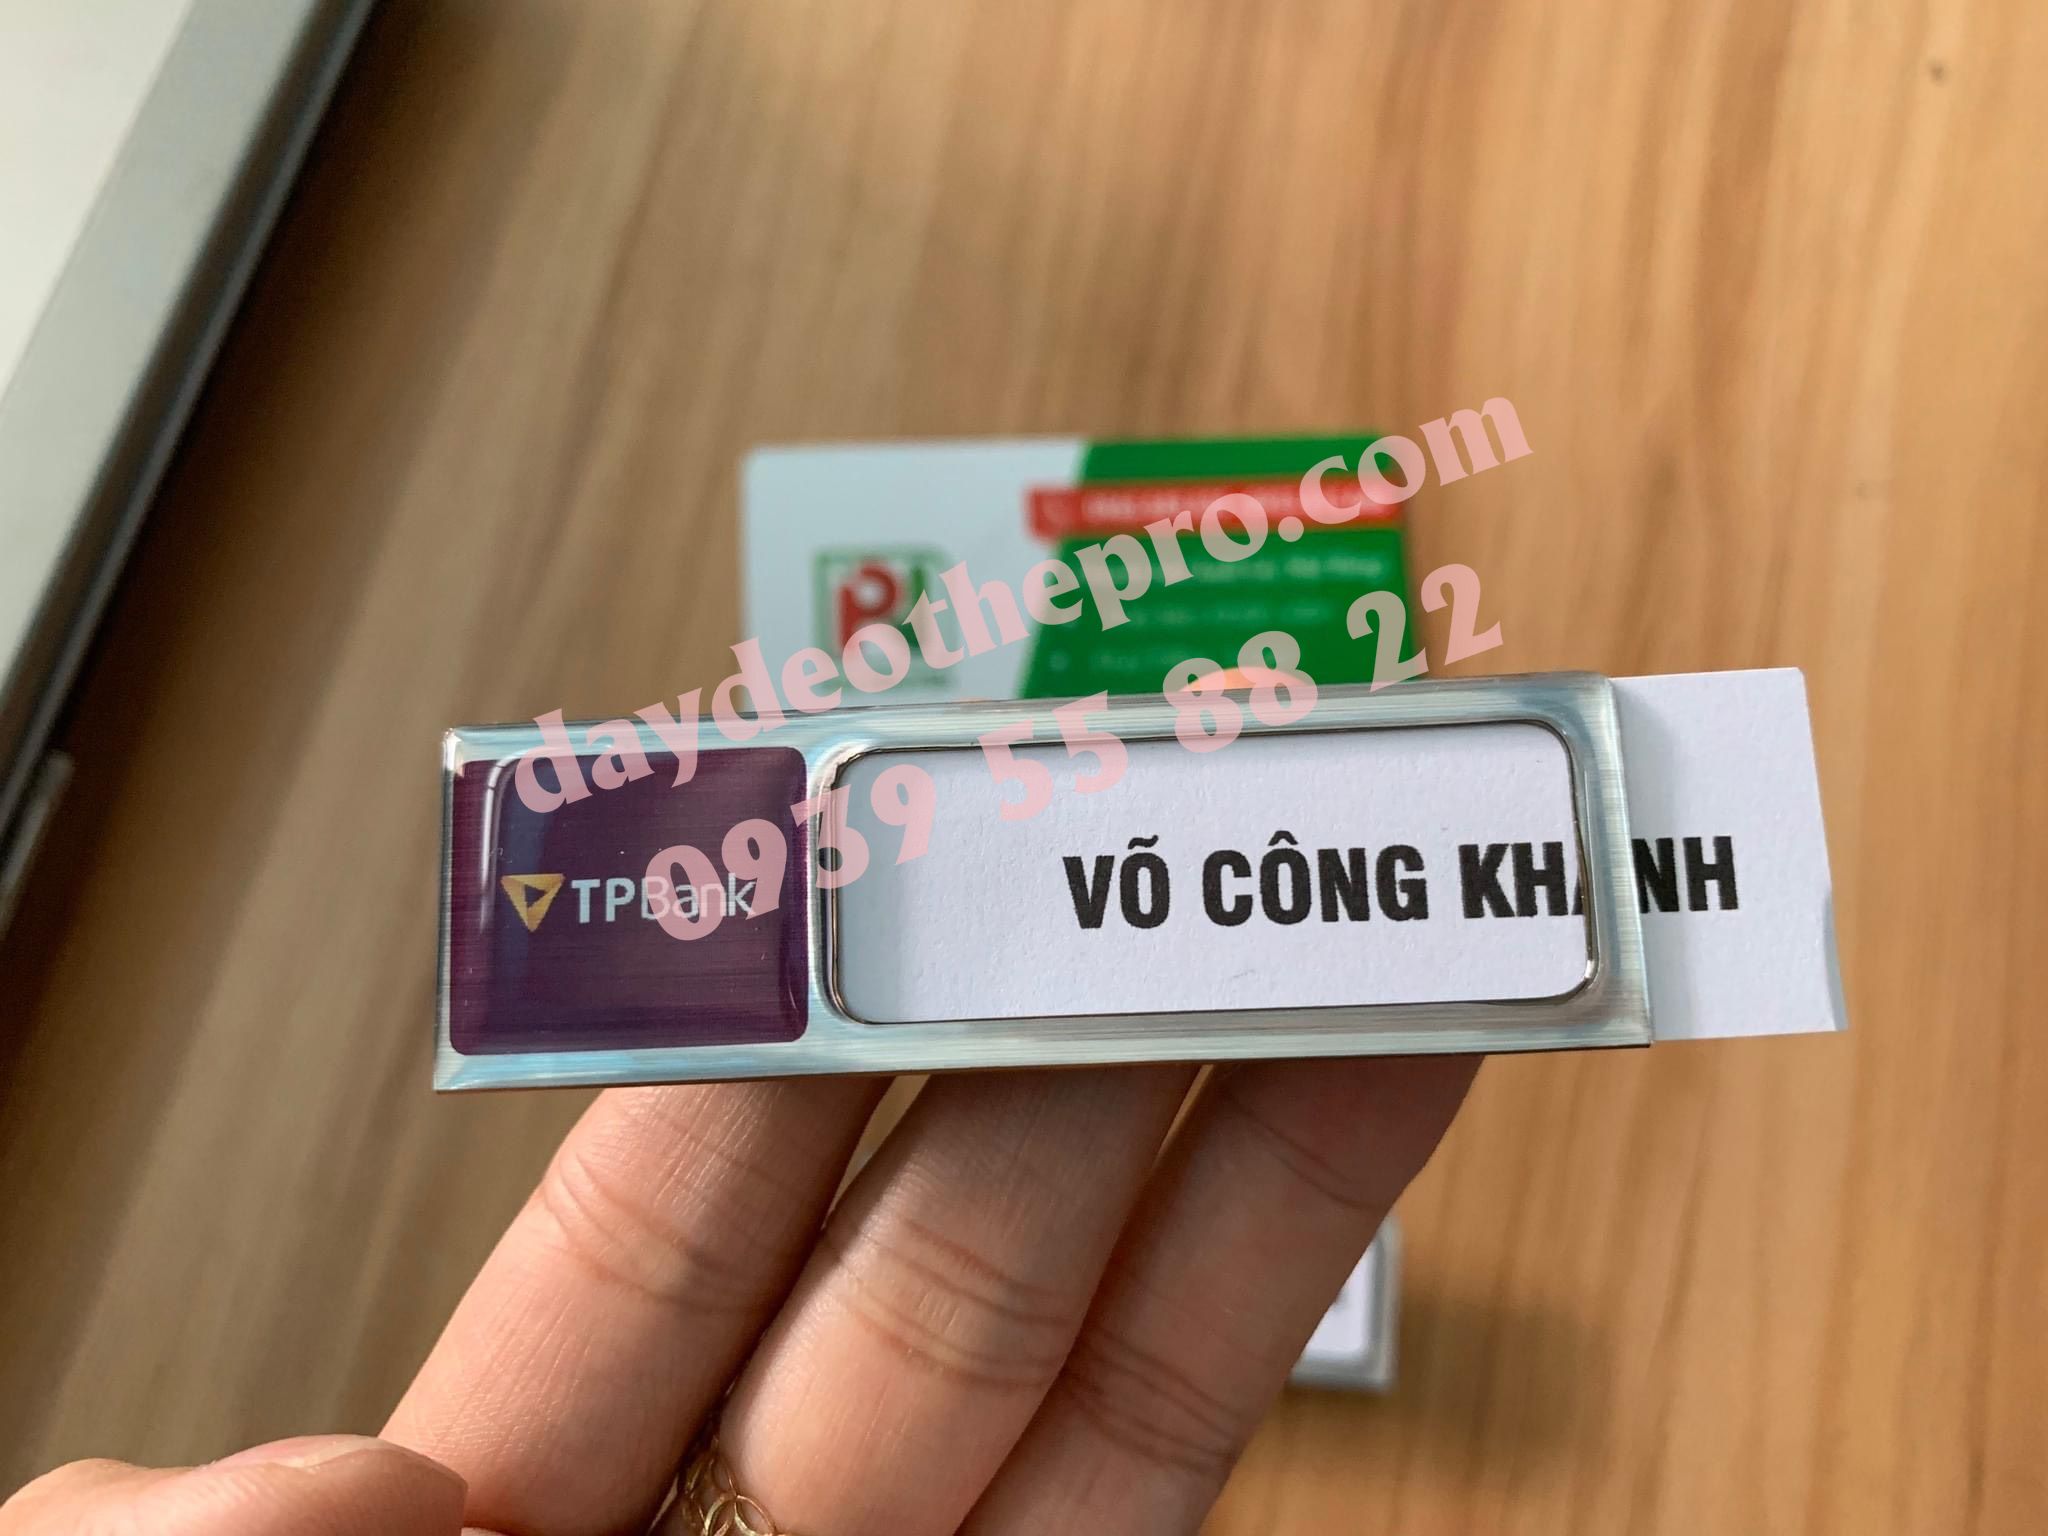 daydeothepro.com
0939 55 88 22
TPBank
VÕ CÔNG KHANH